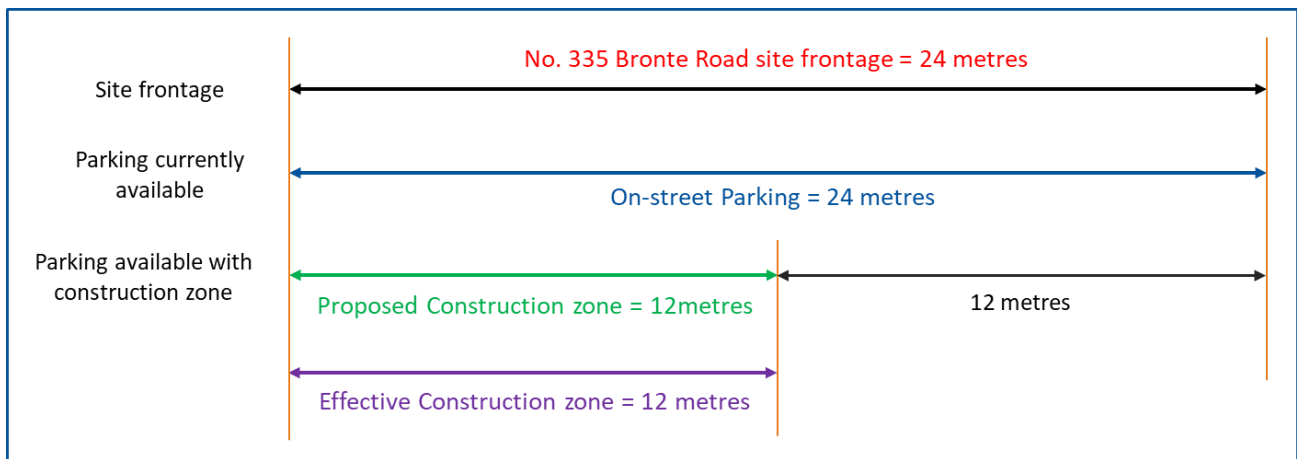 No. 335 Bronte Road site frontage = 24 metres
Site frontage
Parking currently
available
On-street Parking = 24 metres
Parking available with
construction zone
Proposed Construction zone = 12metres
12 metres
Effective Construction zone = 12 metres